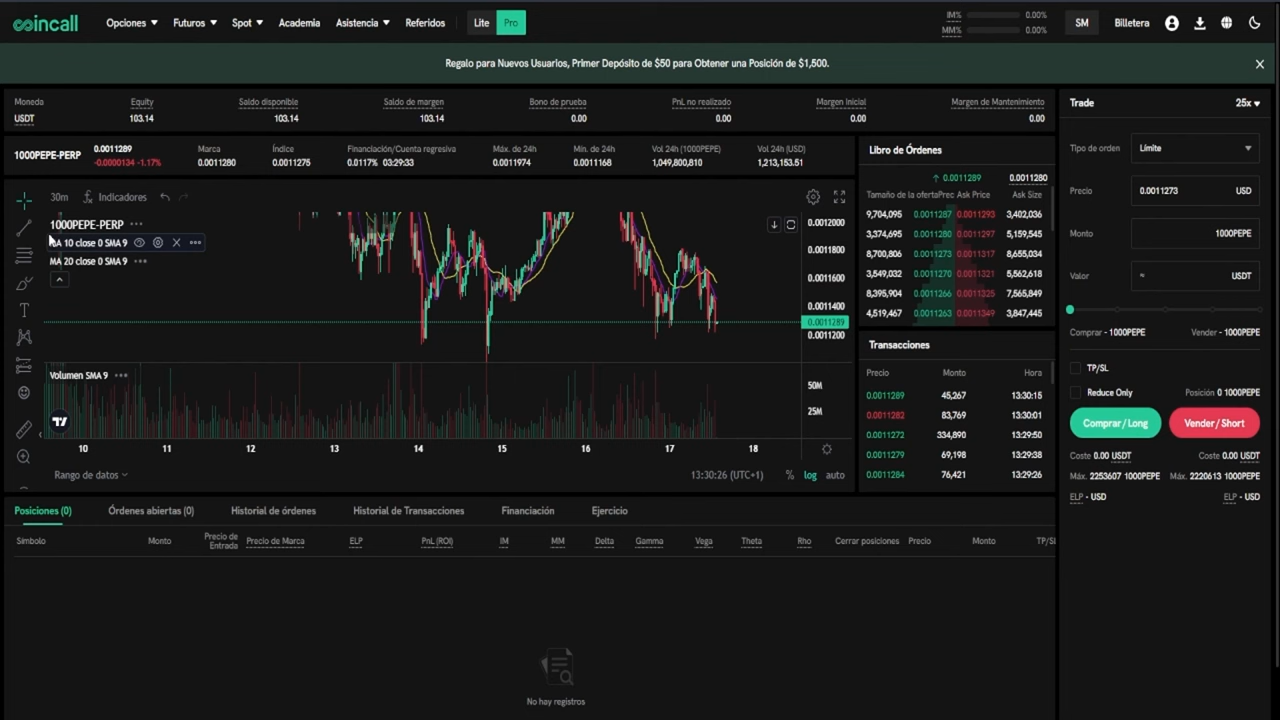 coincall Opciones Futuros Spot Academia Asistencia Referidos Lite Pro IM% 0.00% MM% 0.00% SM Billetera
Regalo para Nuevos Usuarios, Primer Depósito de $50 para Obtener una Posición de $1,500.
Moneda Equity Saldo disponible Saldo de margen Bono de prueba PnL no realizado Margen Inicial Margen de Mantenimiento
USDT 103.14 103.14 103.14 0.00 0.00 0.00 0.00
1000PEPE-PERP 0.0011289 Marca Índice Financiación/Cuenta regresiva Máx. de 24h Mín. de 24h Vol 24h (1000PEPE) Vol 24h (USD)
-0.0000134 -1.17% 0.0011280 0.0011275 0.0117% 03:29:33 0.0011974 0.0011168 1,049,800,810 1,213,153.51
30m Indicadores
1000PEPE-PERP
MA 10 close 0 SMA 9
MA 20 close 0 SMA 9
0.0012000
0.0011800
0.0011600
0.0011400
0.0011289
0.0011200
Volumen SMA 9
50M
25M
10 11 12 13 14 15 16 17 18
Rango de datos 13:30:26 (UTC+1) % log auto
Libro de Órdenes
0.0011289 0.0011280
Tamaño de la ofertaPrec Ask Price Ask Size
9,704,095 0.0011287 0.0011293 3,402,036
3,374,695 0.0011280 0.0011297 5,159,545
8,700,806 0.0011273 0.0011317 8,655,034
3,549,032 0.0011270 0.0011321 5,562,618
8,395,904 0.0011266 0.0011325 7,565,849
4,519,467 0.0011263 0.0011349 3,847,445
Transacciones
Precio Monto Hora
0.0011289 45,267 13:30:15
0.0011282 83,769 13:30:01
0.0011272 334,890 13:29:50
0.0011279 69,198 13:29:38
0.0011284 76,421 13:29:26
Trade 25x
Tipo de orden Límite
Precio 0.0011273 USD
Monto 1000PEPE
Valor ≈ USDT
Comprar - 1000PEPE Vender - 1000PEPE
TP/SL
Reduce Only Posición 0 1000PEPE
Comprar / Long Vender / Short
Coste 0.00 USDT Coste 0.00 USDT
Máx. 2253607 1000PEPE Máx. 2220613 1000PEPE
ELP - USD ELP - USD
Posiciones (0) Órdenes abiertas (0) Historial de órdenes Historial de Transacciones Financiación Ejercicio
Símbolo Monto Precio de Entrada Precio de Marca ELP PnL (ROI) IM MM Delta Gamma Vega Theta Rho Cerrar posiciones Precio Monto TP/SL
No hay registros